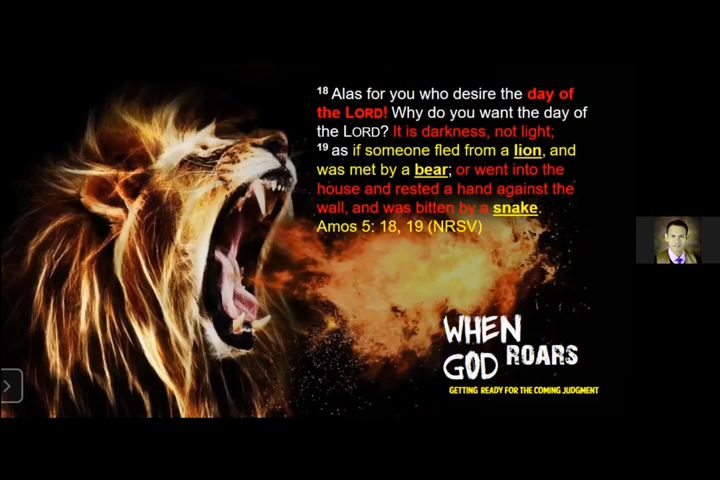 18 Alas for you who desire the day of
the LORD! Why do you want the day of
the LORD? It is darkness, not light;
19 as if someone fled from a lion, and
was met by a bear; or went into the
house and rested a hand against the
wall, and was bitten by a snake.
Amos 5: 18, 19 (NRSV)
WHEN
GOD ROARS
GETTING READY FOR THE COMING JUDGMENT